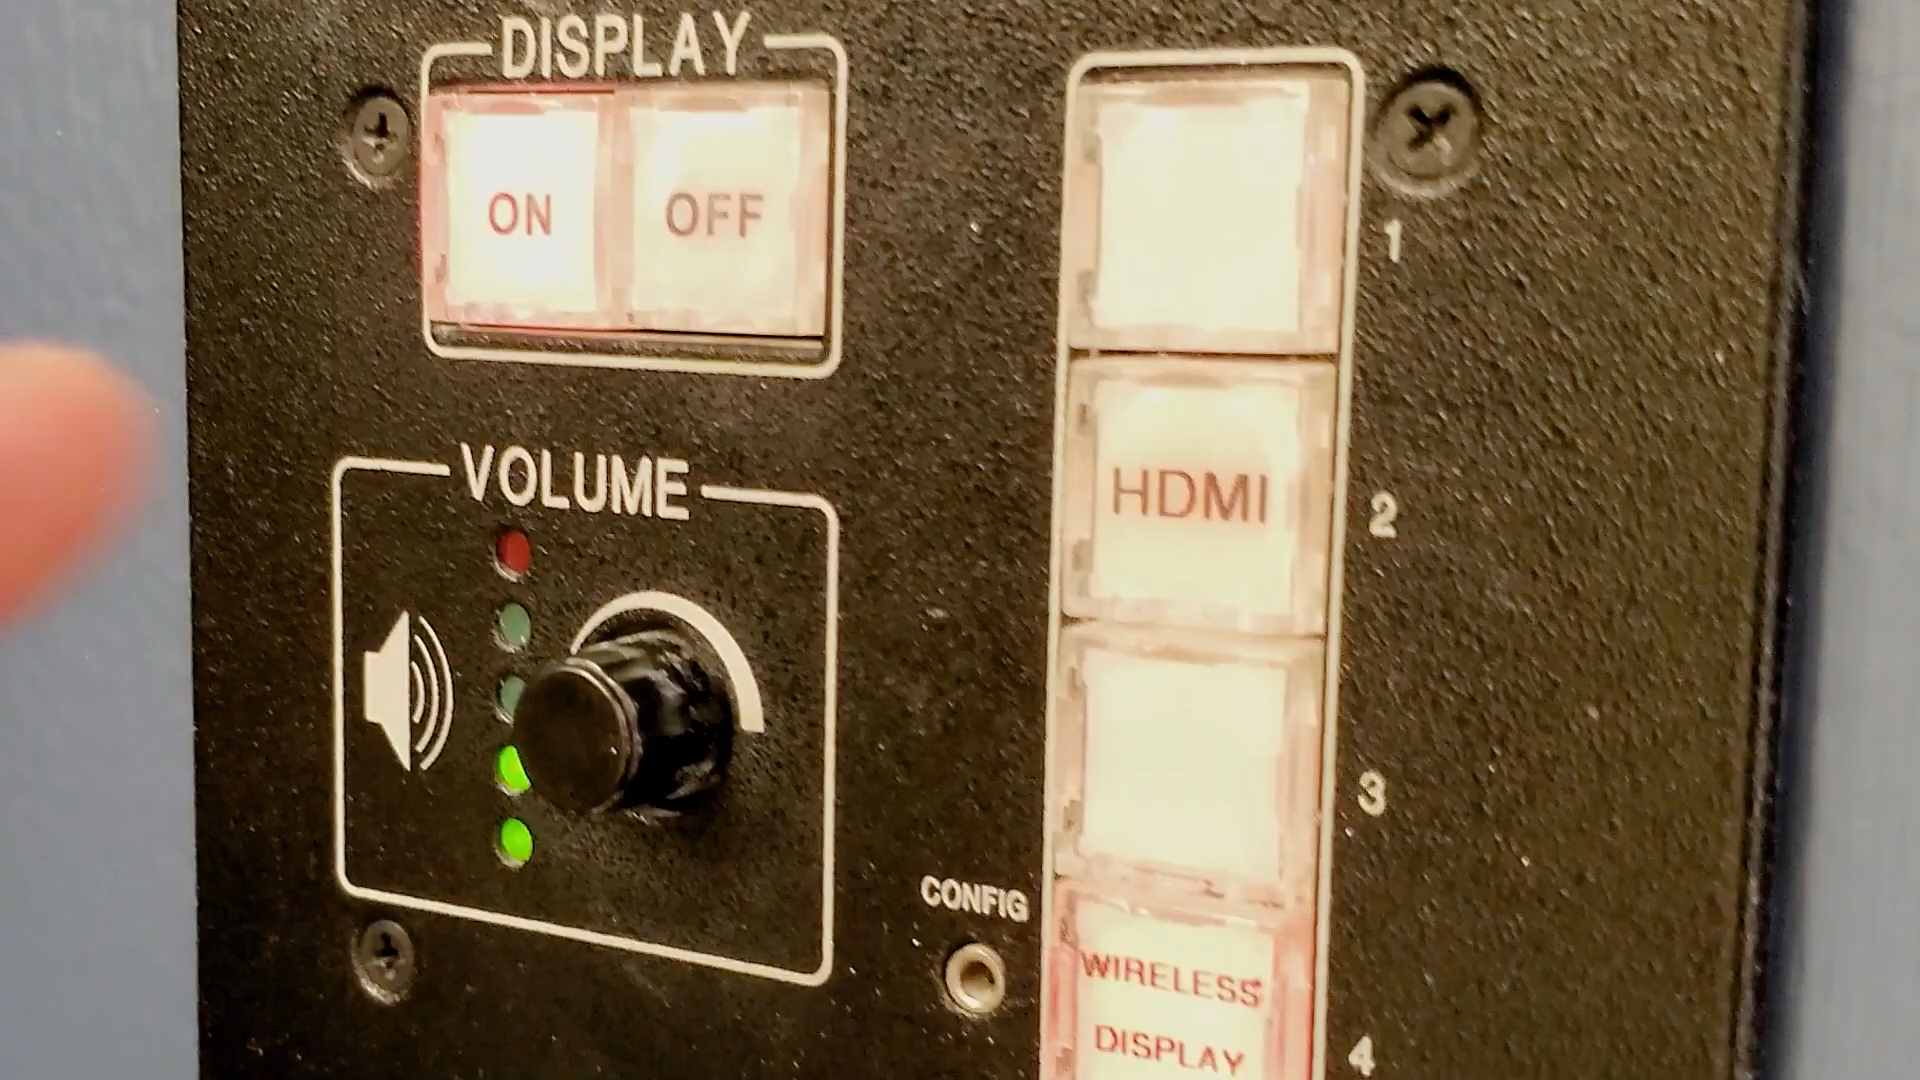 DISPLAY
ON
OFF
1
HDMI
2
VOLUME
3
CONFIG
WIRELESS
DISPLAY
4